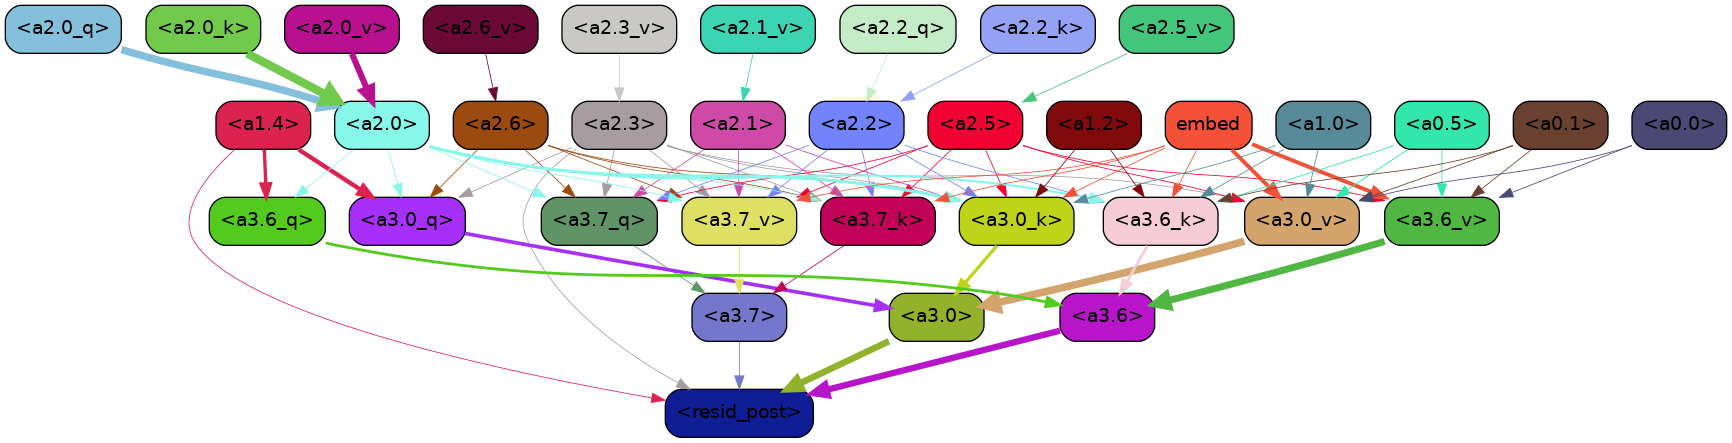 <a2.0_q> <a2.0_k> <a2.0_v> <a2.6_v> <a2.3_v> <a2.1_v> <a2.2_q> <a2.2_k> <a2.5_v>
<a1.4> <a2.0> <a2.6> <a2.3> <a2.1> <a2.2> <a2.5> <a1.2> embed <a1.0> <a0.5> <a0.1> <a0.0>
<a3.6_q> <a3.0_q> <a3.7_q> <a3.7_v> <a3.7_k> <a3.0_k> <a3.6_k> <a3.0_v> <a3.6_v>
<a3.7> <a3.0> <a3.6>
<resid_post>